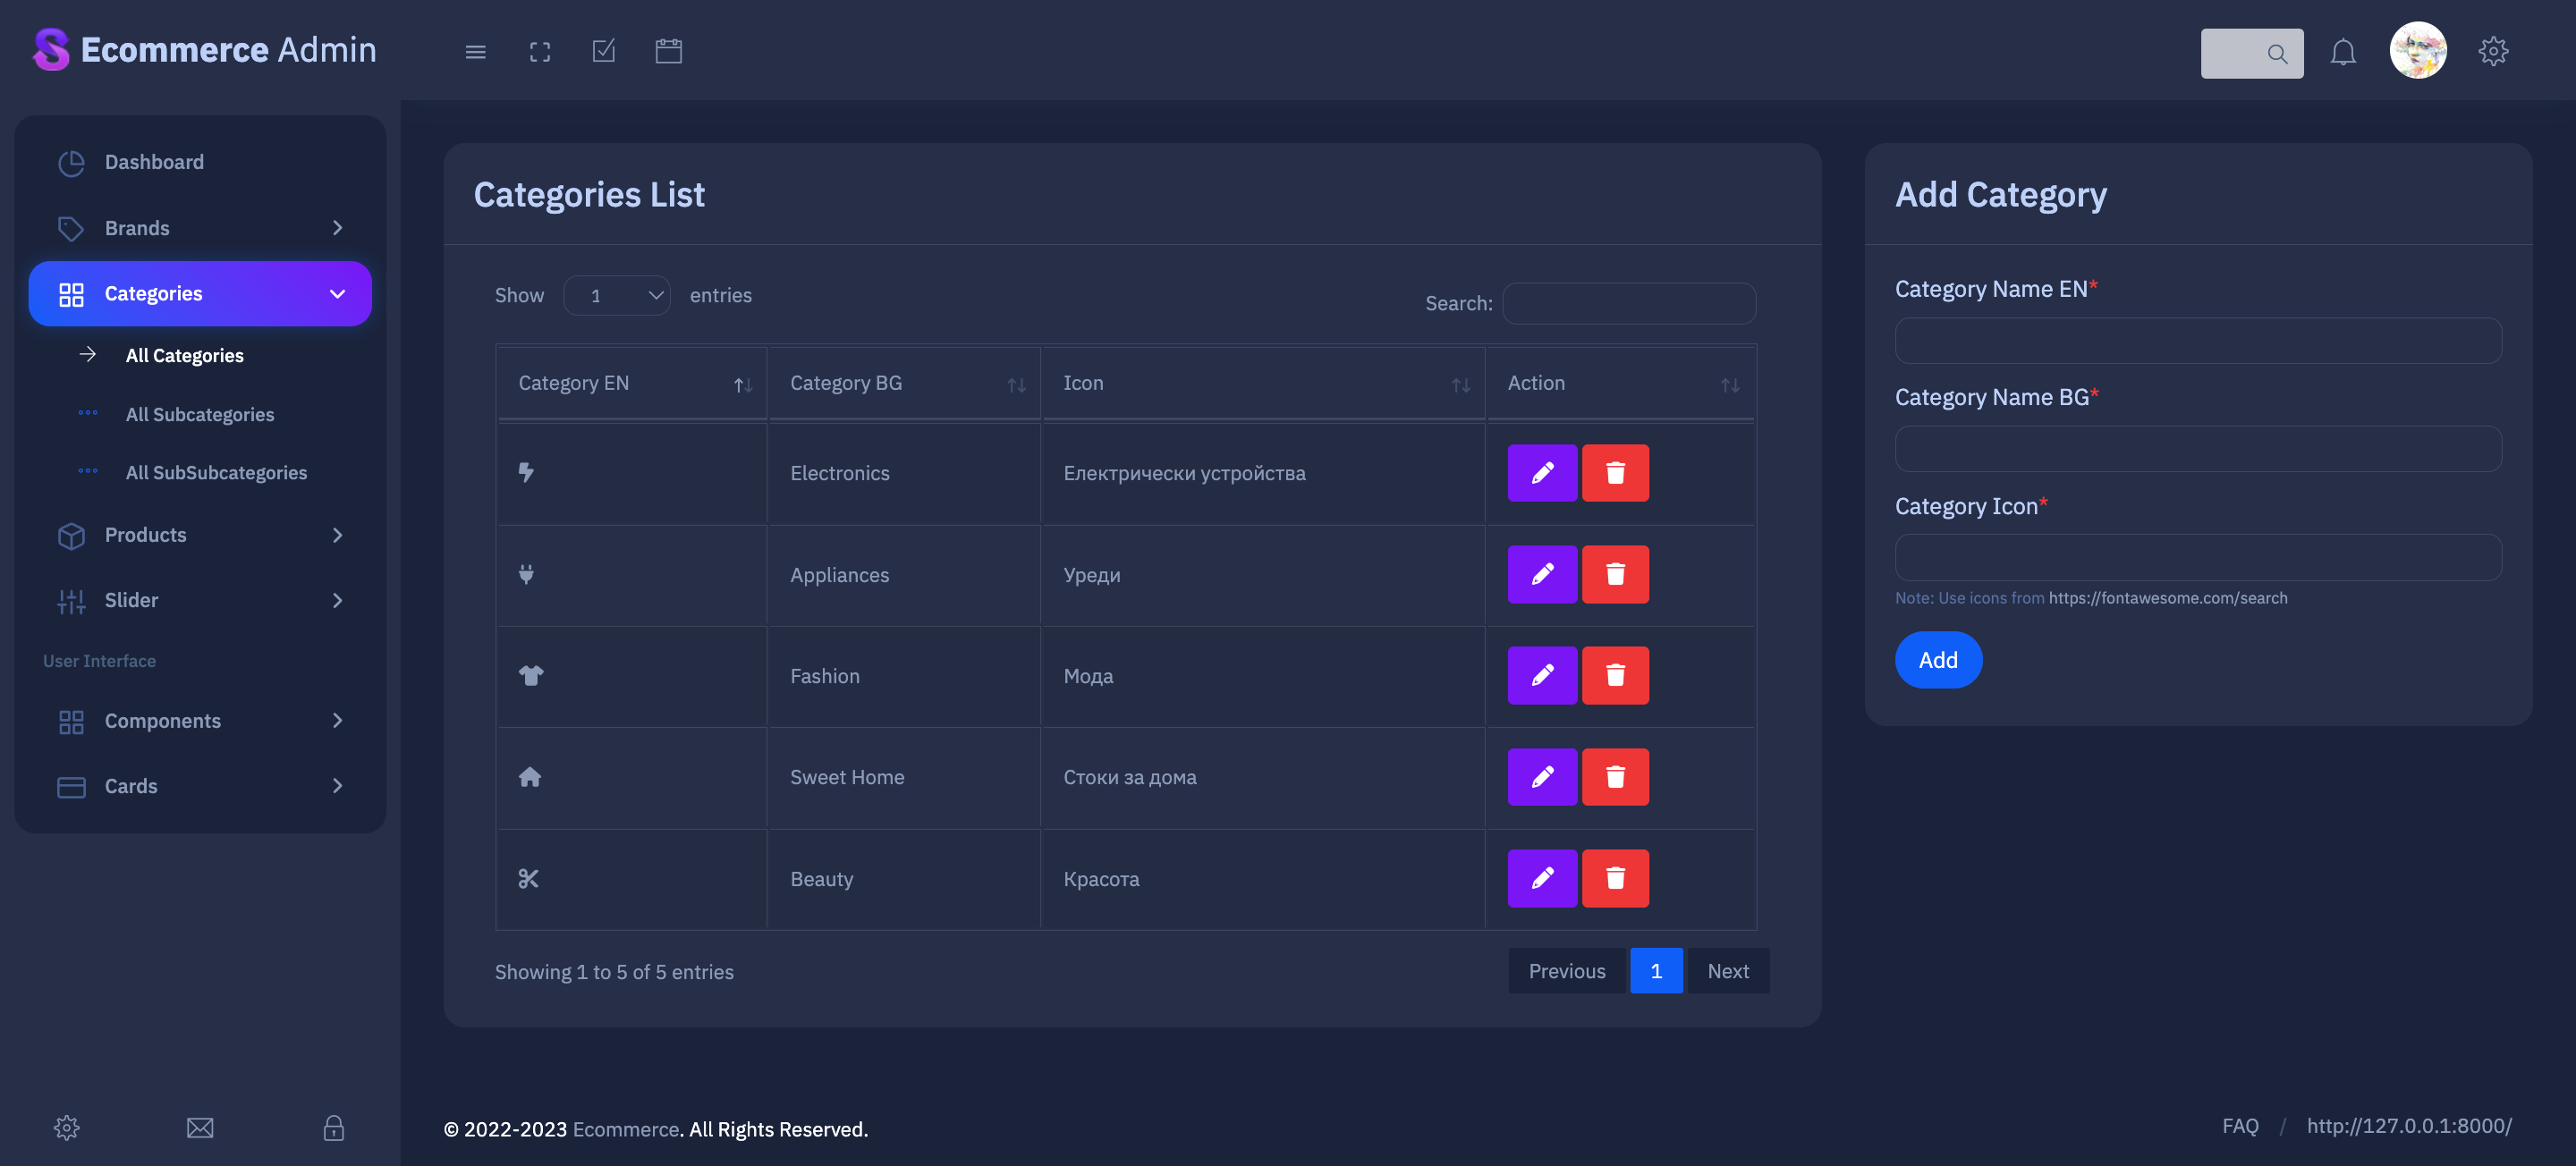 Ecommerce Admin
Dashboard
Brands
Categories
All Categories
All Subcategories
All SubSubcategories
Products
Slider
User Interface
Components
Cards
Categories List
Show 1 entries
Search:
Category EN Category BG Icon Action
Electronics Електрически устройства
Appliances Уреди
Fashion Мода
Sweet Home Стоки за дома
Beauty Красота
Showing 1 to 5 of 5 entries
Previous 1 Next
Add Category
Category Name EN*
Category Name BG*
Category Icon*
Note: Use icons from https://fontawesome.com/search
Add
© 2022-2023 Ecommerce. All Rights Reserved.
FAQ / http://127.0.0.1:8000/